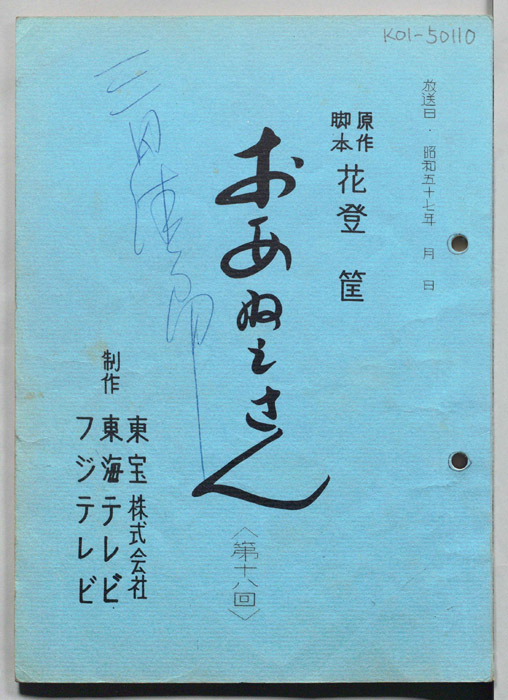 K01-50110
放送日・昭和五十七年 月 日
原作
脚本
花登筐
おあねえさん
〈第十八回〉
制作
東宝株式会社
東海テレビ
フジテレビ